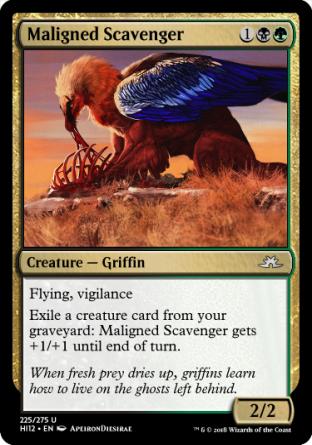 Maligned Scavenger 1
Creature — Griffin
Flying, vigilance
Exile a creature card from your
graveyard: Maligned Scavenger gets
+1/+1 until end of turn.
When fresh prey dries up, griffins learn
how to live on the ghosts left behind.
2/2
225/275 U
HI12 • EN ApeironDiesirae
™ & © 2018 Wizards of the Coast